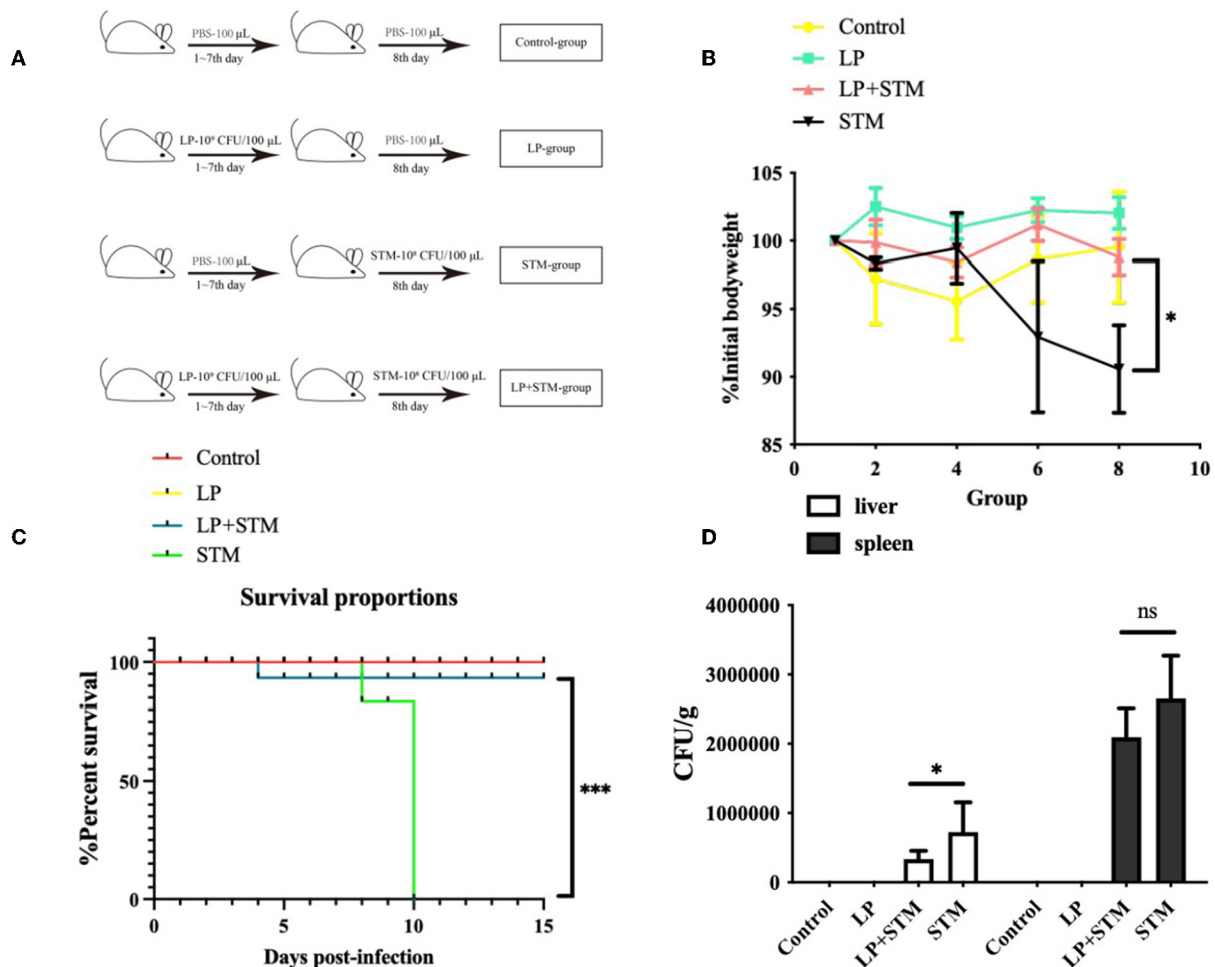 A
PBS-100 μL
1~7th day
PBS-100 μL
8th day
Control-group
LP-10⁹ CFU/100 μL
1~7th day
PBS-100 μL
8th day
LP-group
PBS-100 μL
1~7th day
STM-10⁸ CFU/100 μL
8th day
STM-group
LP-10⁹ CFU/100 μL
1~7th day
STM-10⁸ CFU/100 μL
8th day
LP+STM-group
B
Control
LP
LP+STM
STM
%Initial bodyweight
105
100
95
90
85
*
0 2 4 6 8 10
Group
C
Control
LP
LP+STM
STM
Survival proportions
%Percent survival
100
50
0
***
0 5 10 15
Days post-infection
D
liver
spleen
CFU/g
4000000
3000000
2000000
1000000
0
*
ns
Control LP LP+STM STM Control LP LP+STM STM